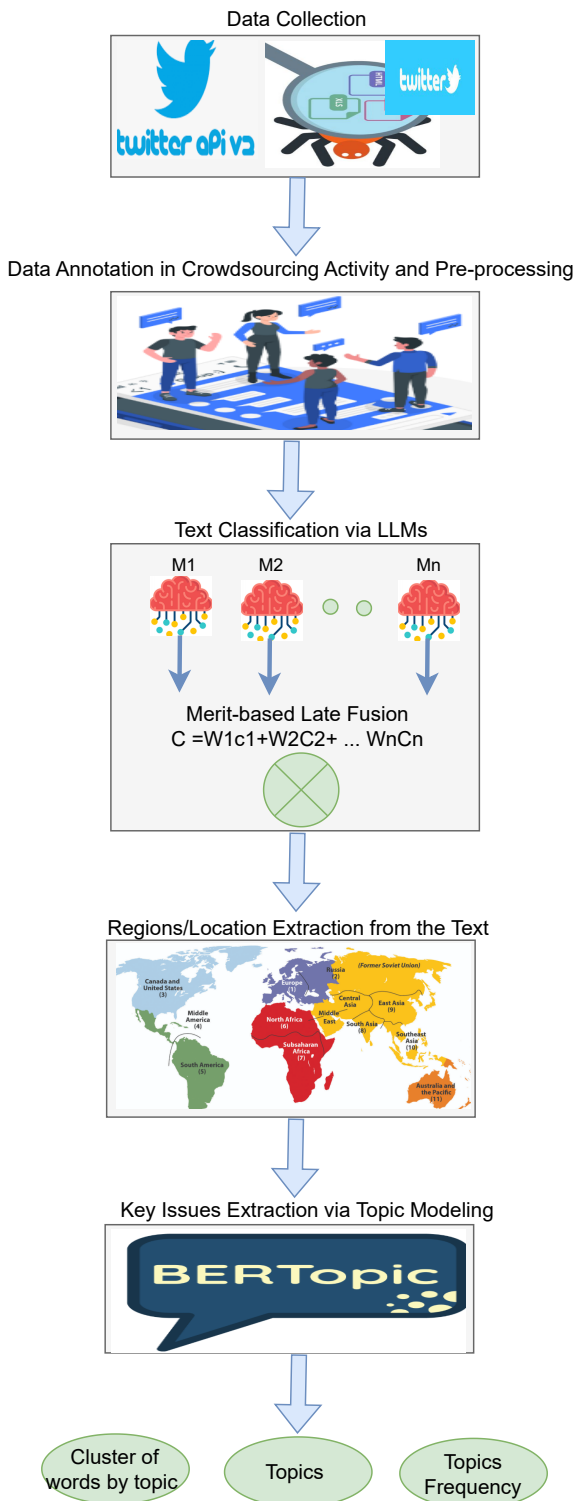 Data Collection
twitter api v2
STX
HTML
twitter
Data Annotation in Crowdsourcing Activity and Pre-processing
Text Classification via LLMs
M1
M2
Mn
Merit-based Late Fusion
C =W1c1+W2C2+ ... WnCn
Regions/Location Extraction from the Text
Canada and
United States
(3)
Middle
America
(4)
South America
(5)
Europe
(1)
Russia
(2)
(Former Soviet Union)
Central
Asia
East Asia
(9)
North Africa
(6)
Middle
East
South Asia
(8)
Southeast
Asia
(10)
Subsaharan
Africa
(7)
Australia and
the Pacific
(11)
Key Issues Extraction via Topic Modeling
BERTopic
Cluster of
words by topic
Topics
Topics
Frequency